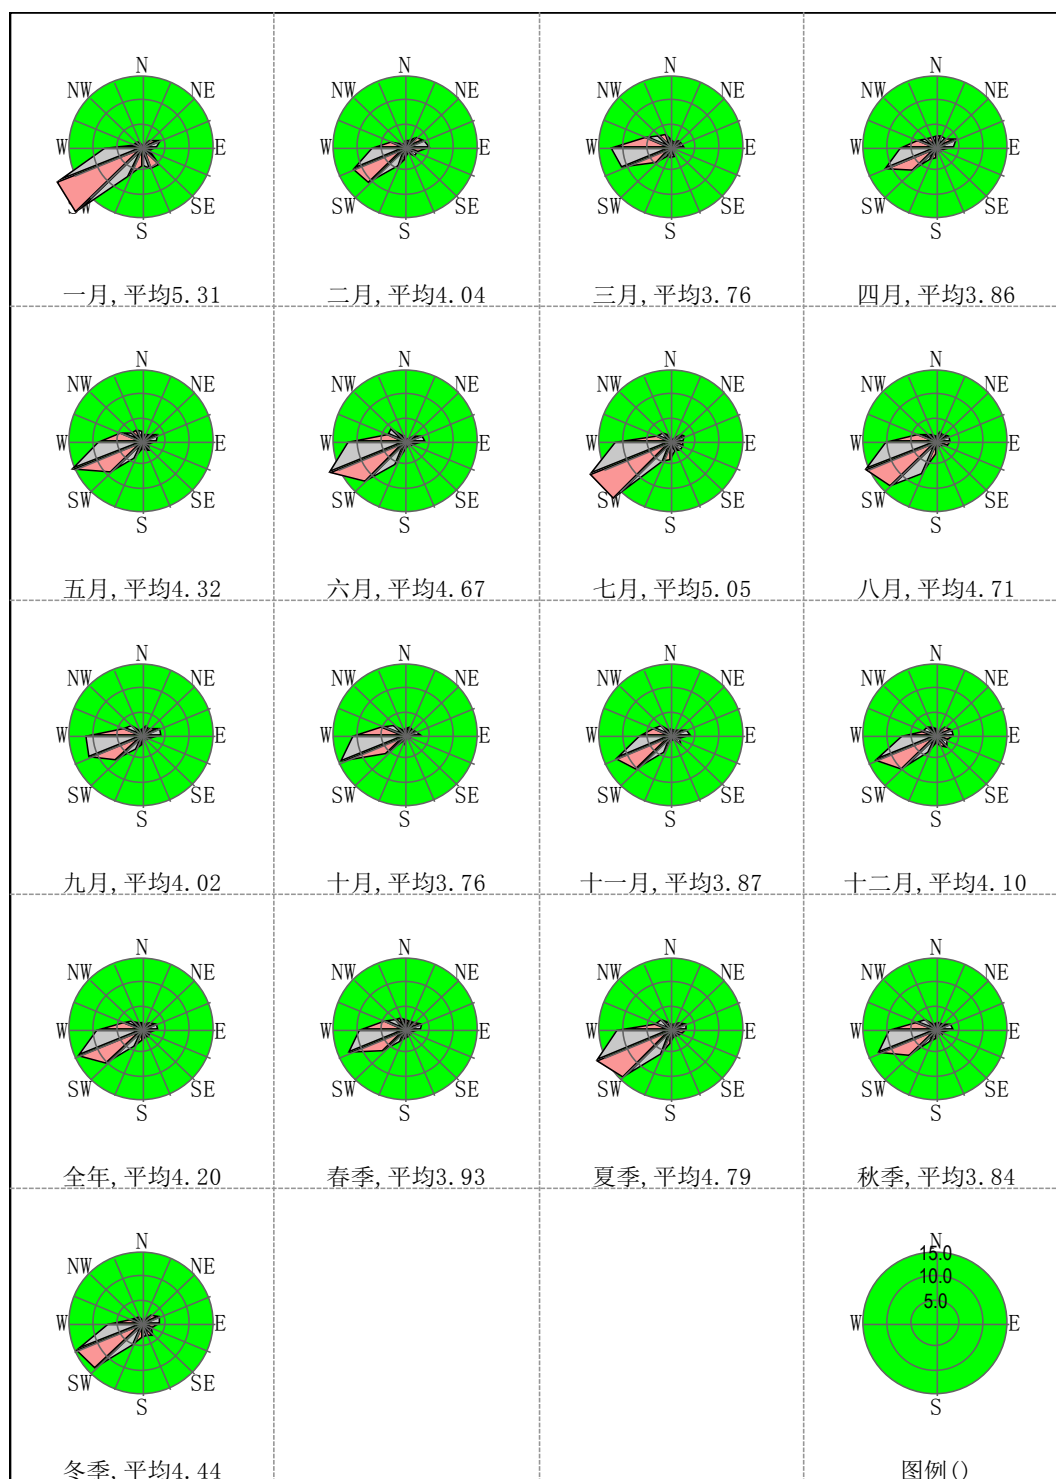 N
NW NE
W E
SW SE
S
一月,平均5.31
N
NW NE
W E
SW SE
S
二月,平均4.04
N
NW NE
W E
SW SE
S
三月,平均3.76
N
NW NE
W E
SW SE
S
四月,平均3.86
N
NW NE
W E
SW SE
S
五月,平均4.32
N
NW NE
W E
SW SE
S
六月,平均4.67
N
NW NE
W E
SW SE
S
七月,平均5.05
N
NW NE
W E
SW SE
S
八月,平均4.71
N
NW NE
W E
SW SE
S
九月,平均4.02
N
NW NE
W E
SW SE
S
十月,平均3.76
N
NW NE
W E
SW SE
S
十一月,平均3.87
N
NW NE
W E
SW SE
S
十二月,平均4.10
N
NW NE
W E
SW SE
S
全年,平均4.20
N
NW NE
W E
SW SE
S
春季,平均3.93
N
NW NE
W E
SW SE
S
夏季,平均4.79
N
NW NE
W E
SW SE
S
秋季,平均3.84
N
NW NE
W E
SW SE
S
冬季,平均4.44
N
15.0
10.0
5.0
W E
S
图例()